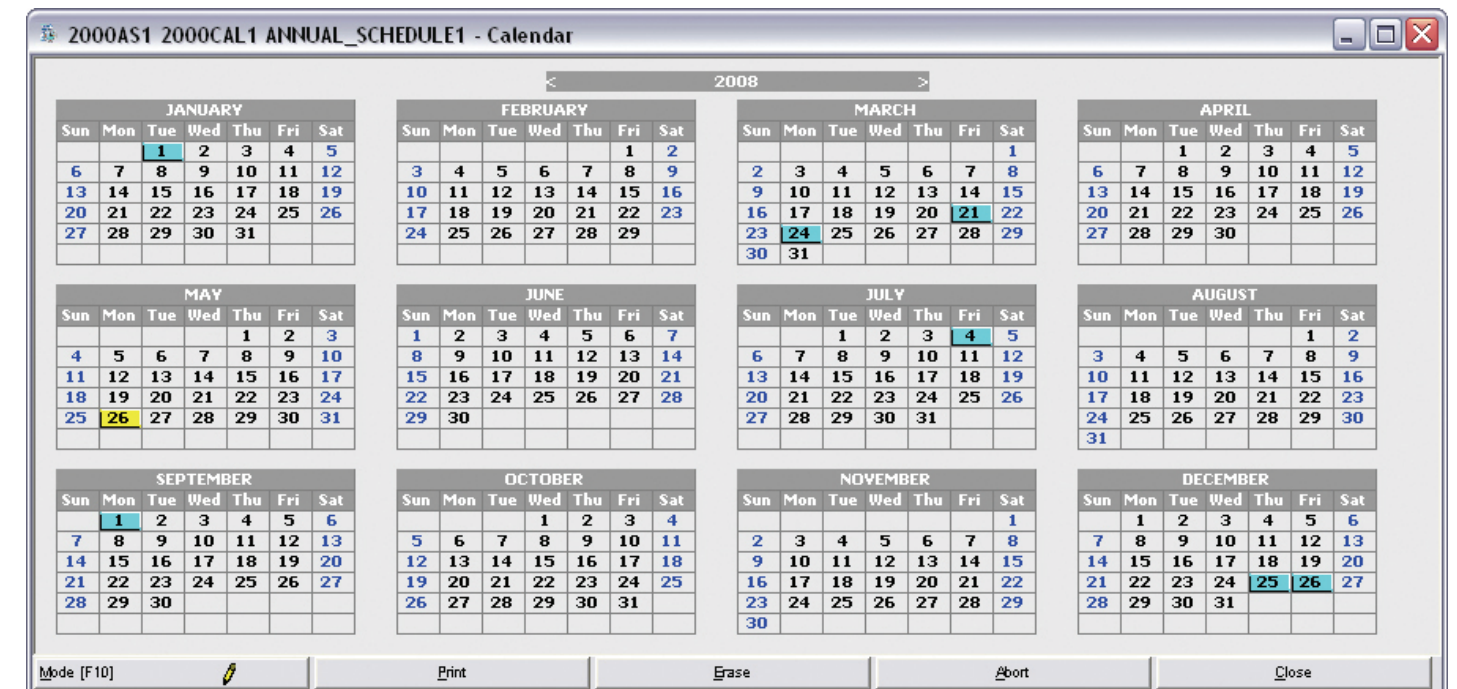 2000AS1 2000CAL1 ANNUAL_SCHEDULE1 - Calendar
< 2008 >
JANUARY
Sun Mon Tue Wed Thu Fri Sat
1 2 3 4 5
6 7 8 9 10 11 12
13 14 15 16 17 18 19
20 21 22 23 24 25 26
27 28 29 30 31
FEBRUARY
Sun Mon Tue Wed Thu Fri Sat
1 2
3 4 5 6 7 8 9
10 11 12 13 14 15 16
17 18 19 20 21 22 23
24 25 26 27 28 29
MARCH
Sun Mon Tue Wed Thu Fri Sat
1
2 3 4 5 6 7 8
9 10 11 12 13 14 15
16 17 18 19 20 21 22
23 24 25 26 27 28 29
30 31
APRIL
Sun Mon Tue Wed Thu Fri Sat
1 2 3 4 5
6 7 8 9 10 11 12
13 14 15 16 17 18 19
20 21 22 23 24 25 26
27 28 29 30
MAY
Sun Mon Tue Wed Thu Fri Sat
1 2 3
4 5 6 7 8 9 10
11 12 13 14 15 16 17
18 19 20 21 22 23 24
25 26 27 28 29 30 31
JUNE
Sun Mon Tue Wed Thu Fri Sat
1 2 3 4 5 6 7
8 9 10 11 12 13 14
15 16 17 18 19 20 21
22 23 24 25 26 27 28
29 30
JULY
Sun Mon Tue Wed Thu Fri Sat
1 2 3 4 5
6 7 8 9 10 11 12
13 14 15 16 17 18 19
20 21 22 23 24 25 26
27 28 29 30 31
AUGUST
Sun Mon Tue Wed Thu Fri Sat
1 2
3 4 5 6 7 8 9
10 11 12 13 14 15 16
17 18 19 20 21 22 23
24 25 26 27 28 29 30
31
SEPTEMBER
Sun Mon Tue Wed Thu Fri Sat
1 2 3 4 5 6
7 8 9 10 11 12 13
14 15 16 17 18 19 20
21 22 23 24 25 26 27
28 29 30
OCTOBER
Sun Mon Tue Wed Thu Fri Sat
1 2 3 4
5 6 7 8 9 10 11
12 13 14 15 16 17 18
19 20 21 22 23 24 25
26 27 28 29 30 31
NOVEMBER
Sun Mon Tue Wed Thu Fri Sat
1
2 3 4 5 6 7 8
9 10 11 12 13 14 15
16 17 18 19 20 21 22
23 24 25 26 27 28 29
30
DECEMBER
Sun Mon Tue Wed Thu Fri Sat
1 2 3 4 5 6
7 8 9 10 11 12 13
14 15 16 17 18 19 20
21 22 23 24 25 26 27
28 29 30 31
Mode [F10] Print Erase Abort Close